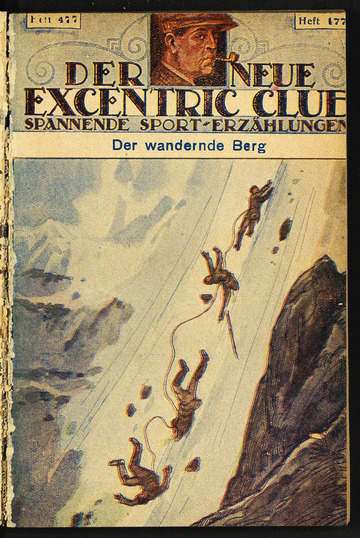 Heft 477
Heft 477
DER NEUE
EXCENTRIC CLUB
SPANNENDE SPORT-ERZÄHLUNGEN
Der wandernde Berg